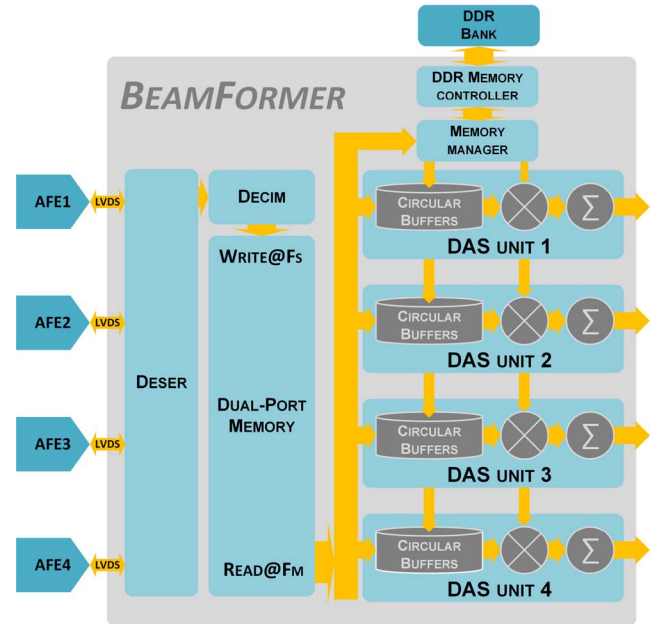 DDR
BANK
BEAMFORMER
DDR MEMORY
CONTROLLER
MEMORY
MANAGER
AFE1
LVDS
DECIM
CIRCULAR
BUFFERS
Σ
DAS UNIT 1
WRITE@FS
AFE2
LVDS
CIRCULAR
BUFFERS
Σ
DAS UNIT 2
DESER
DUAL-PORT
MEMORY
AFE3
LVDS
CIRCULAR
BUFFERS
Σ
DAS UNIT 3
AFE4
LVDS
READ@FM
CIRCULAR
BUFFERS
Σ
DAS UNIT 4